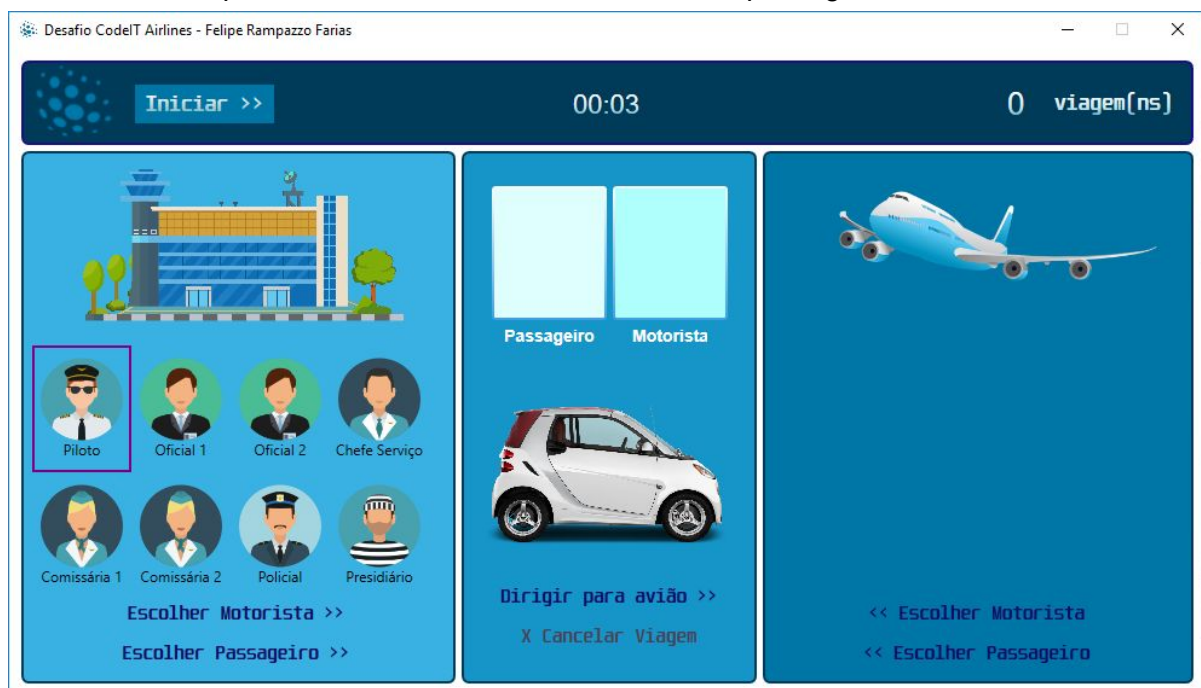 Desafio CodeIT Airlines - Felipe Rampazzo Farias
Iniciar >>
00:03
0 viagem(ns)
Passageiro Motorista
Piloto Oficial 1 Oficial 2 Chefe Serviço
Comissária 1 Comissária 2 Policial Presidiário
Escolher Motorista >>
Escolher Passageiro >>
Dirigir para avião >>
X Cancelar Viagem
<< Escolher Motorista
<< Escolher Passageiro